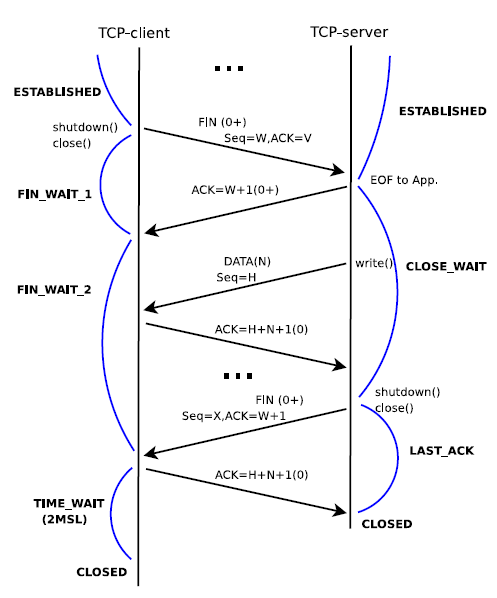 TCP-client
TCP-server
...
ESTABLISHED
ESTABLISHED
FIN (0+)
Seq=W,ACK=V
shutdown()
close()
EOF to App.
ACK=W+1(0+)
FIN_WAIT_1
DATA(N)
Seq=H
write()
CLOSE_WAIT
FIN_WAIT_2
ACK=H+N+1(0)
...
shutdown()
close()
FIN (0+)
Seq=X,ACK=W+1
LAST_ACK
ACK=H+N+1(0)
TIME_WAIT
(2MSL)
CLOSED
CLOSED